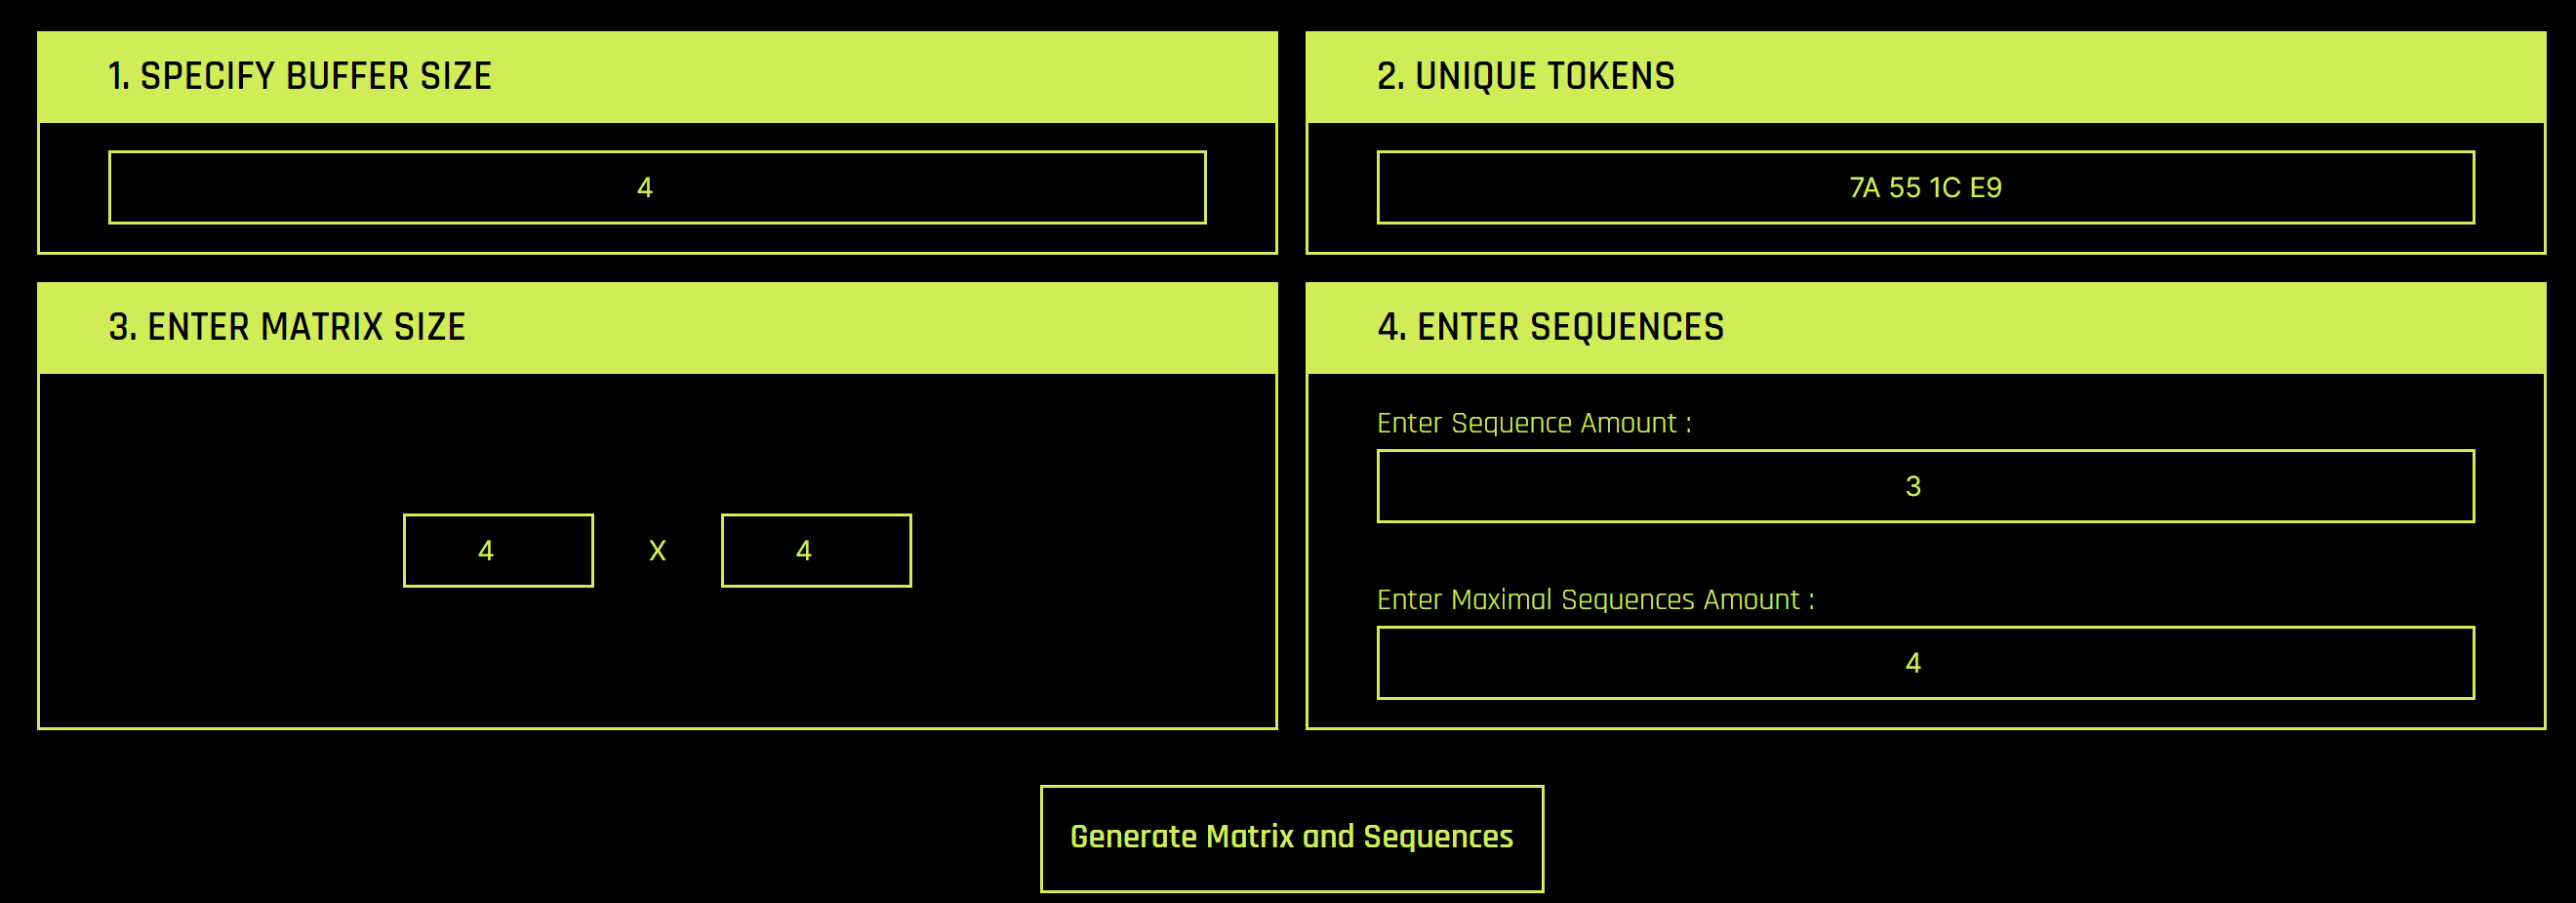 1. SPECIFY BUFFER SIZE
4
2. UNIQUE TOKENS
7A 55 1C E9
3. ENTER MATRIX SIZE
4 X 4
4. ENTER SEQUENCES
Enter Sequence Amount :
3
Enter Maximal Sequences Amount :
4
Generate Matrix and Sequences